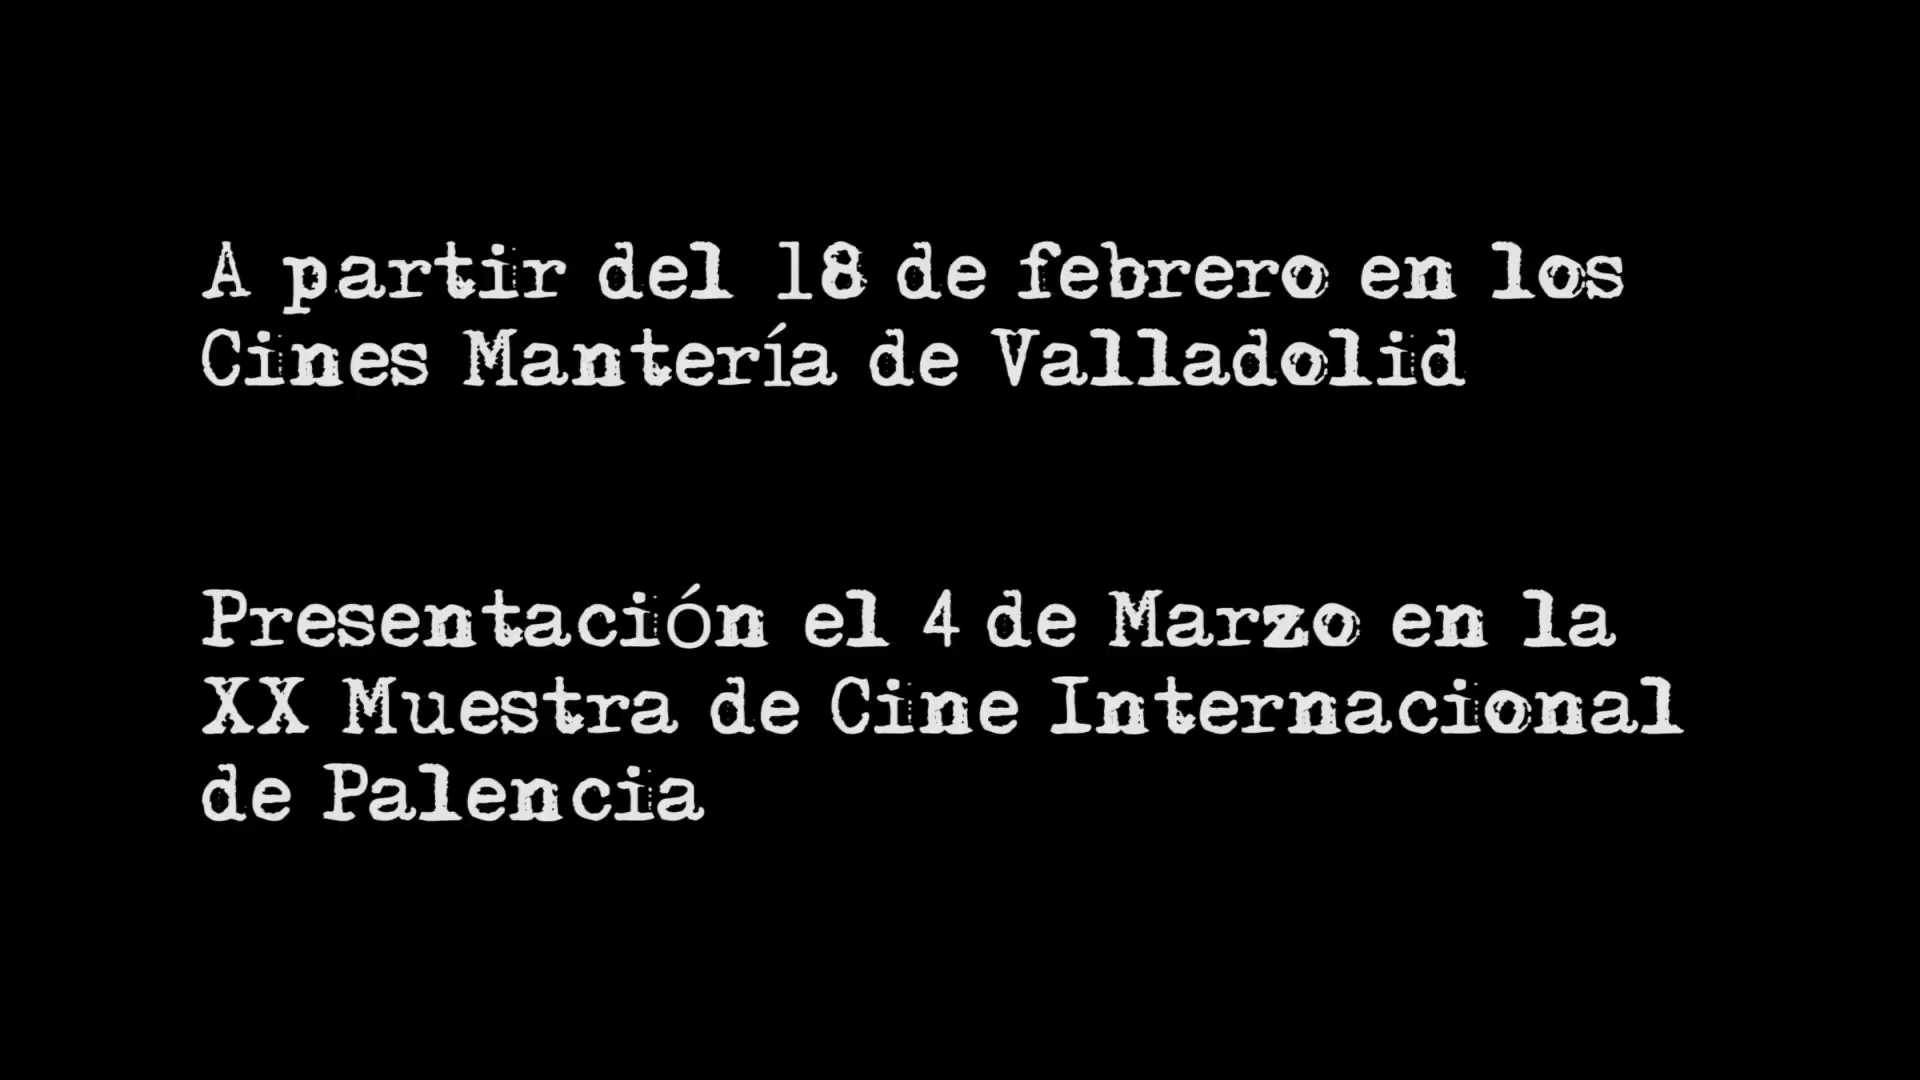 A partir del 18 de febrero en los
Cines Mantería de Valladolid
Presentación el 4 de Marzo en la
XX Muestra de Cine Internacional
de Palencia